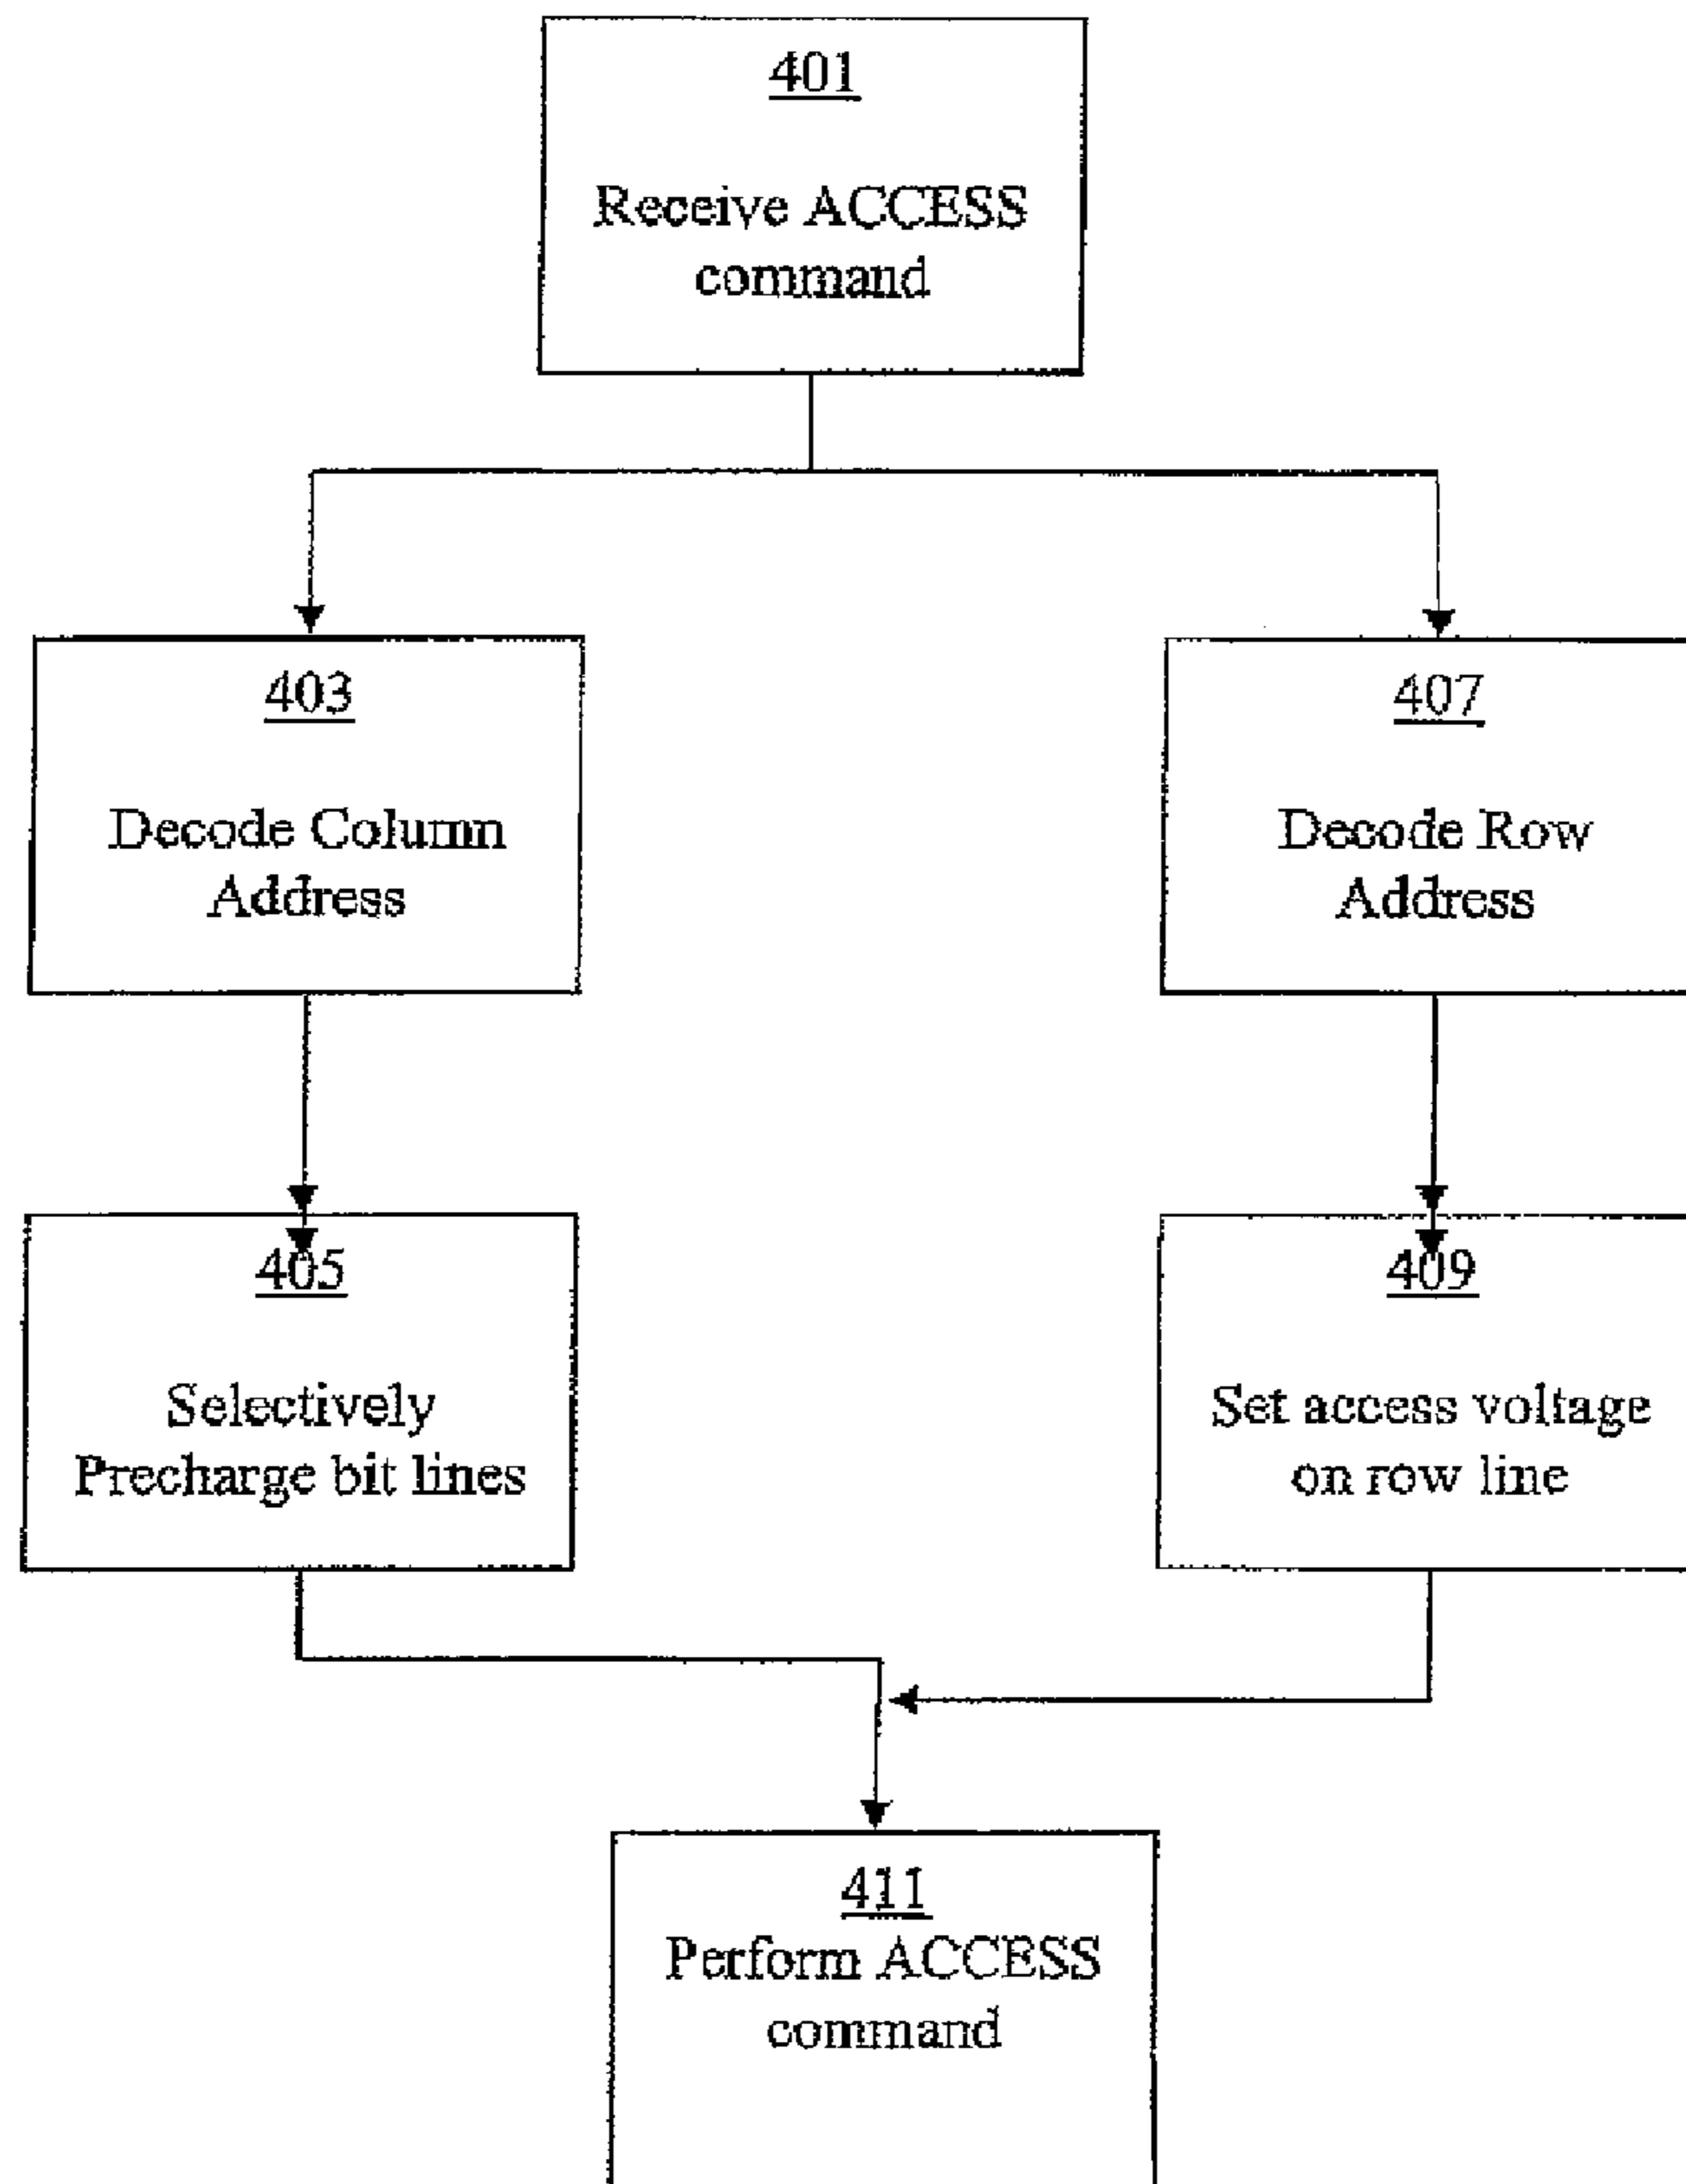 401
Receive ACCESS
command
403
Decode Column
Address
407
Decode Row
Address
405
Selectively
Precharge bit lines
409
Set access voltage
on row line
411
Perform ACCESS
command